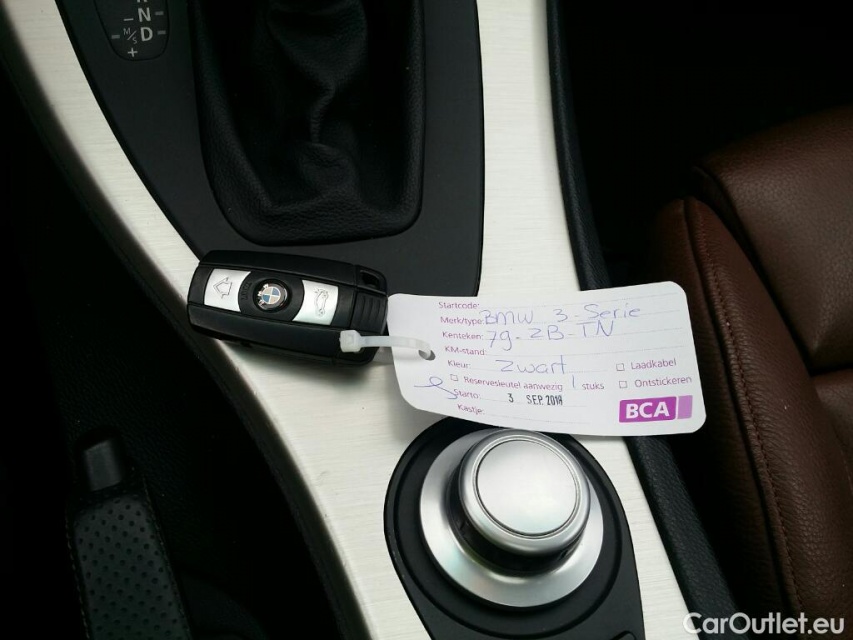 N
M/S D
+
BMW
Startcode:
Merk/type: BMW 3-Serie
Kenteken: 79-ZB-TN
KM-stand:
Kleur: Zwart
Laadkabel
Reservesleutel aanwezig 1 stuks
Ontstickeren
Starto: 3 SEP. 2018
Kastje:
BCA
CarOutlet.eu